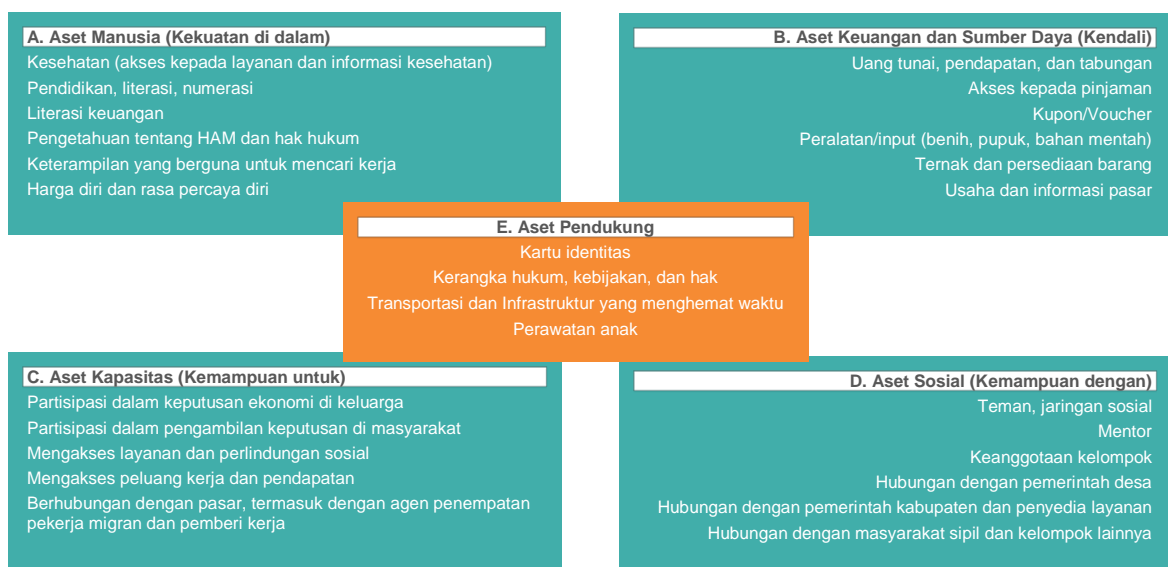 A. Aset Manusia (Kekuatan di dalam)
Kesehatan (akses kepada layanan dan informasi kesehatan)
Pendidikan, literasi, numerasi
Literasi keuangan
Pengetahuan tentang HAM dan hak hukum
Keterampilan yang berguna untuk mencari kerja
Harga diri dan rasa percaya diri
B. Aset Keuangan dan Sumber Daya (Kendali)
Uang tunai, pendapatan, dan tabungan
Akses kepada pinjaman
Kupon/Voucher
Peralatan/input (benih, pupuk, bahan mentah)
Ternak dan persediaan barang
Usaha dan informasi pasar
E. Aset Pendukung
Kartu identitas
Kerangka hukum, kebijakan, dan hak
Transportasi dan Infrastruktur yang menghemat waktu
Perawatan anak
C. Aset Kapasitas (Kemampuan untuk)
Partisipasi dalam keputusan ekonomi di keluarga
Partisipasi dalam pengambilan keputusan di masyarakat
Mengakses layanan dan perlindungan sosial
Mengakses peluang kerja dan pendapatan
Berhubungan dengan pasar, termasuk dengan agen penempatan
pekerja migran dan pemberi kerja
D. Aset Sosial (Kemampuan dengan)
Teman, jaringan sosial
Mentor
Keanggotaan kelompok
Hubungan dengan pemerintah desa
Hubungan dengan pemerintah kabupaten dan penyedia layanan
Hubungan dengan masyarakat sipil dan kelompok lainnya